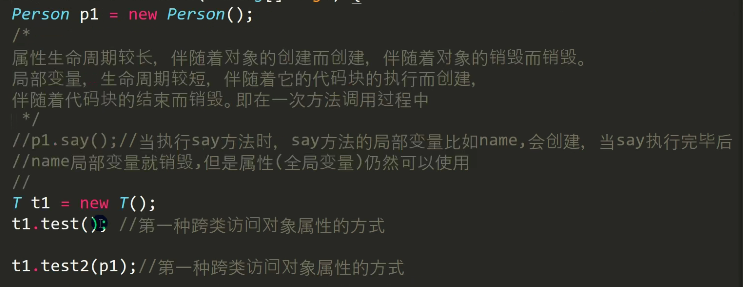 Person p1 = new Person();
/*
属性生命周期较长，伴随着对象的创建而创建，伴随着对象的销毁而销毁。
局部变量，生命周期较短，伴随着它的代码块的执行而创建，
伴随着代码块的结束而销毁。即在一次方法调用过程中
*/
//p1.say();//当执行say方法时，say方法的局部变量比如name,会创建，当say执行完毕后
//name局部变量就销毁,但是属性(全局变量)仍然可以使用
//
T t1 = new T();
t1.test(); //第一种跨类访问对象属性的方式
t1.test2(p1);//第一种跨类访问对象属性的方式